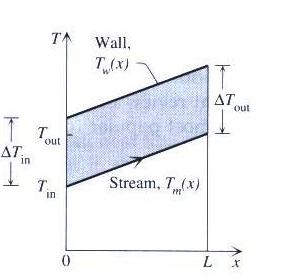 T
Wall,
T_w(x)
ΔT_out
T_out
ΔT_in
T_in
Stream, T_m(x)
0
L
x